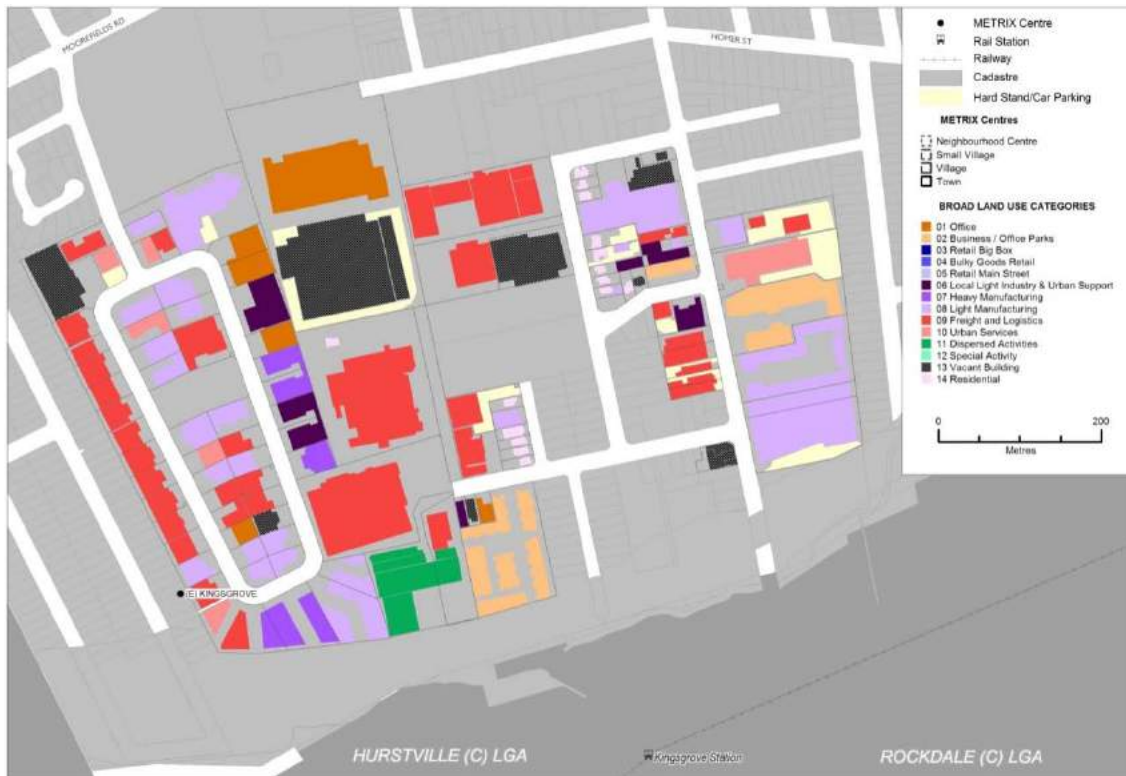 MOOREFIELDS RD
HOMER ST
METRIX Centre
Rail Station
Railway
Cadastre
Hard Stand/Car Parking
METRIX Centres
Neighbourhood Centre
Small Village
Village
Town
BROAD LAND USE CATEGORIES
01 Office
02 Business / Office Parks
03 Retail Big Box
04 Bulky Goods Retail
05 Retail Main Street
06 Local Light Industry & Urban Support
07 Heavy Manufacturing
08 Light Manufacturing
09 Freight and Logistics
10 Urban Services
11 Dispersed Activities
12 Special Activity
13 Vacant Building
14 Residential
0 200
Metres
(E) KINGSGROVE
HURSTVILLE (C) LGA
Kingsgrove Station
ROCKDALE (C) LGA